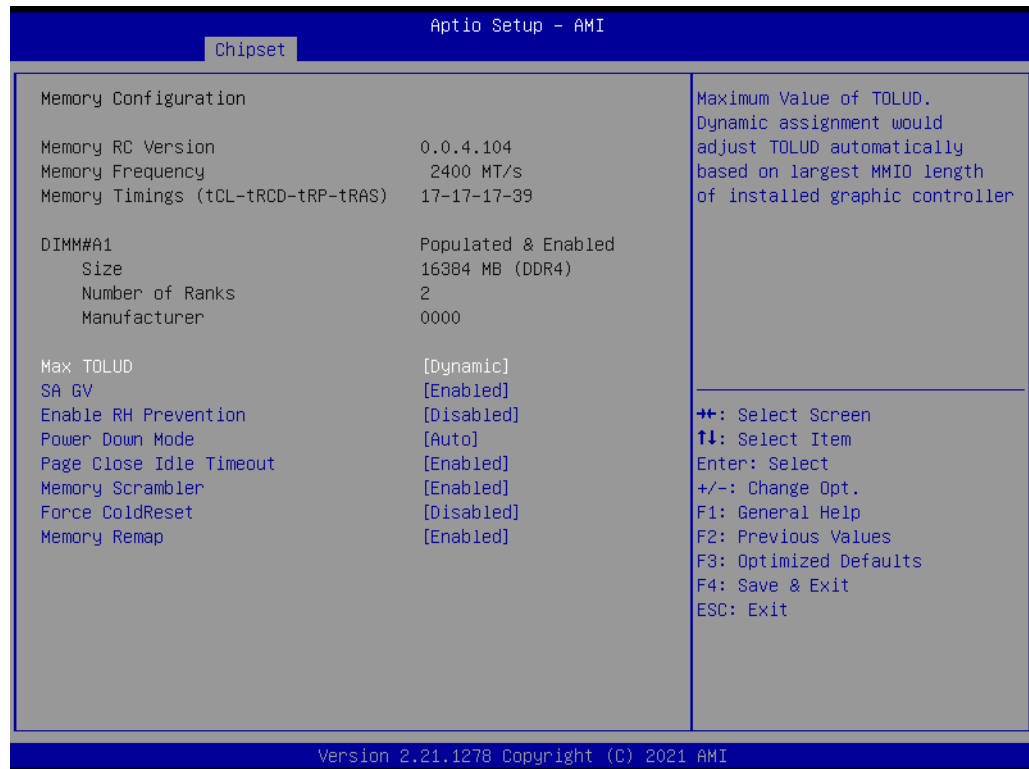 Aptio Setup – AMI
Chipset
Memory Configuration
Memory RC Version 0.0.4.104
Memory Frequency 2400 MT/s
Memory Timings (tCL-tRCD-tRP-tRAS) 17-17-17-39
DIMM#A1 Populated & Enabled
Size 16384 MB (DDR4)
Number of Ranks 2
Manufacturer 0000
Max TOLUD [Dynamic]
SA GV [Enabled]
Enable RH Prevention [Disabled]
Power Down Mode [Auto]
Page Close Idle Timeout [Enabled]
Memory Scrambler [Enabled]
Force ColdReset [Disabled]
Memory Remap [Enabled]
Maximum Value of TOLUD.
Dynamic assignment would
adjust TOLUD automatically
based on largest MMIO length
of installed graphic controller
→←: Select Screen
↑↓: Select Item
Enter: Select
+/-: Change Opt.
F1: General Help
F2: Previous Values
F3: Optimized Defaults
F4: Save & Exit
ESC: Exit
Version 2.21.1278 Copyright (C) 2021 AMI